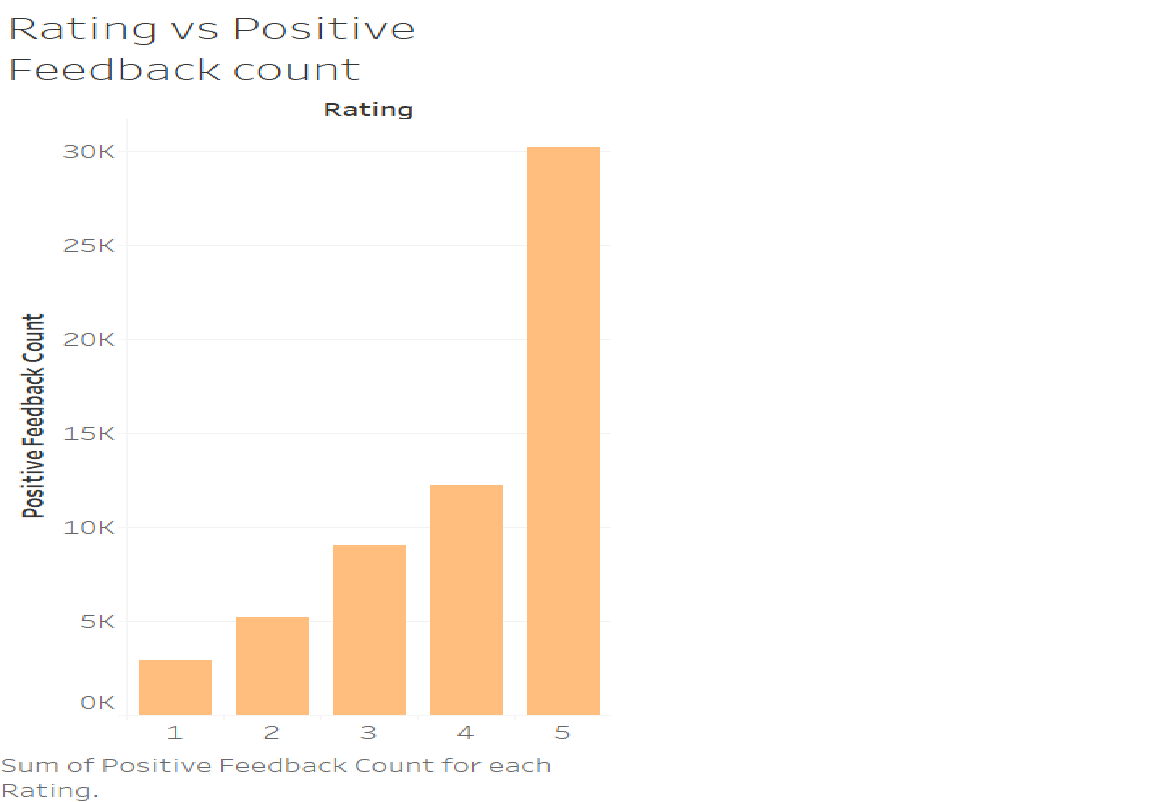 Rating vs Positive
Feedback count
Rating
30K
25K
20K
15K
10K
5K
0K
Positive Feedback Count
1 2 3 4 5
Sum of Positive Feedback Count for each
Rating.